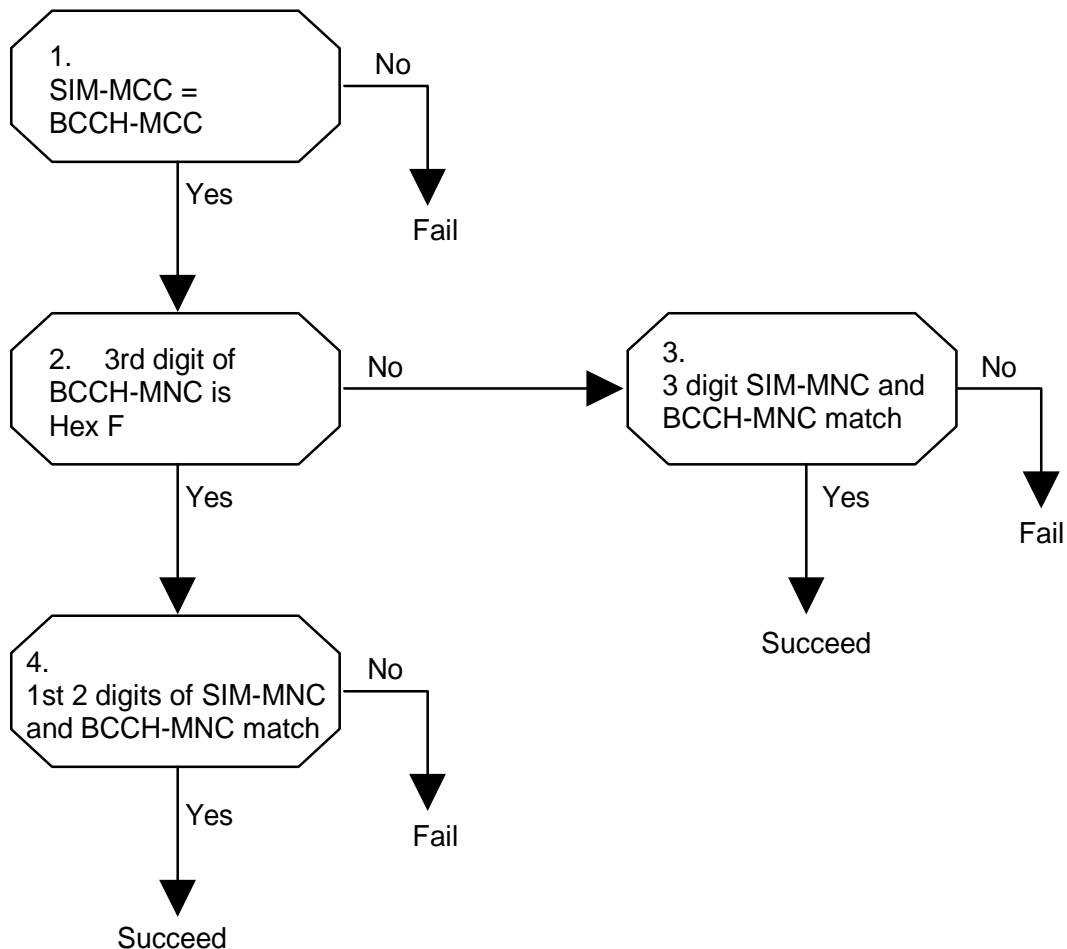 1.
SIM-MCC =
BCCH-MCC
No
Yes
Fail
2. 3rd digit of
BCCH-MNC is
Hex F
No
3.
3 digit SIM-MNC and
BCCH-MNC match
No
Yes
Yes
Fail
Succeed
4.
1st 2 digits of SIM-MNC
and BCCH-MNC match
No
Yes
Fail
Succeed